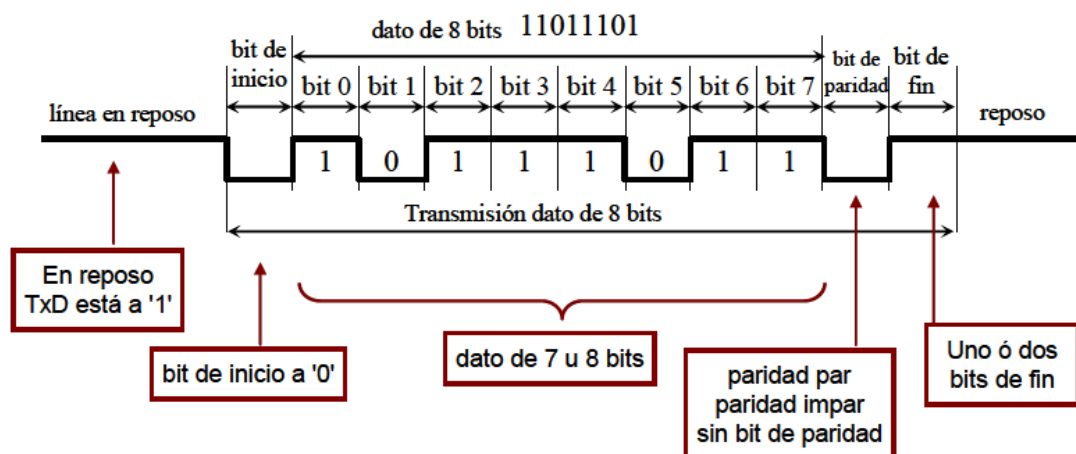 dato de 8 bits 11011101
bit de
inicio
bit 0
bit 1
bit 2
bit 3
bit 4
bit 5
bit 6
bit 7
bit de
paridad
bit de
fin
línea en reposo
reposo
1
0
1
1
1
0
1
1
Transmisión dato de 8 bits
En reposo
TxD está a '1'
bit de inicio a '0'
dato de 7 u 8 bits
paridad par
paridad impar
sin bit de paridad
Uno ó dos
bits de fin